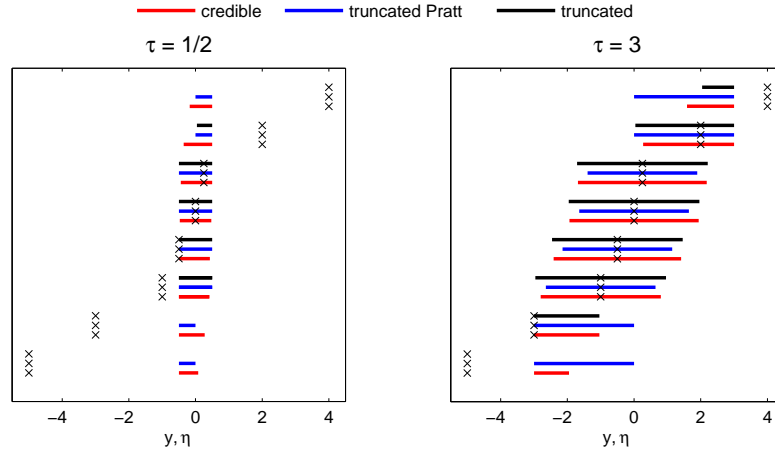 credible truncated Pratt truncated
τ = 1/2 τ = 3
−4 −2 0 2 4 −4 −2 0 2 4
y, η y, η